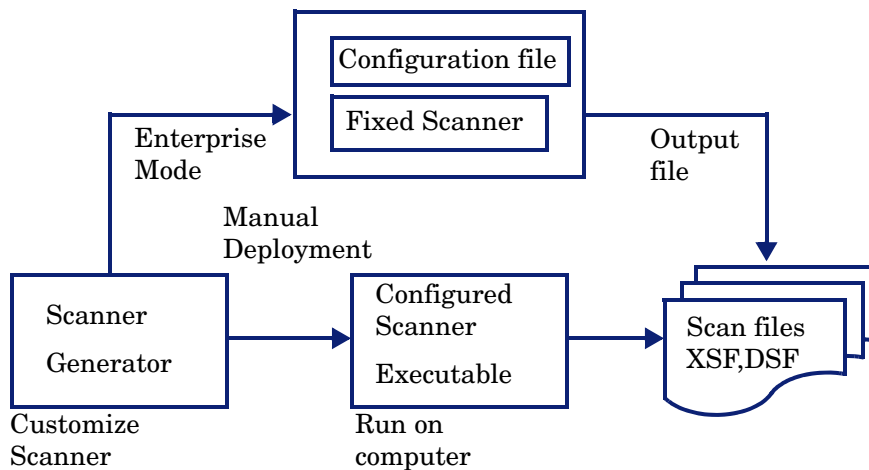 Configuration file
Fixed Scanner
Enterprise
Mode
Output
file
Manual
Deployment
Scanner
Generator
Configured
Scanner
Executable
Scan files
XSF,DSF
Customize
Scanner
Run on
computer